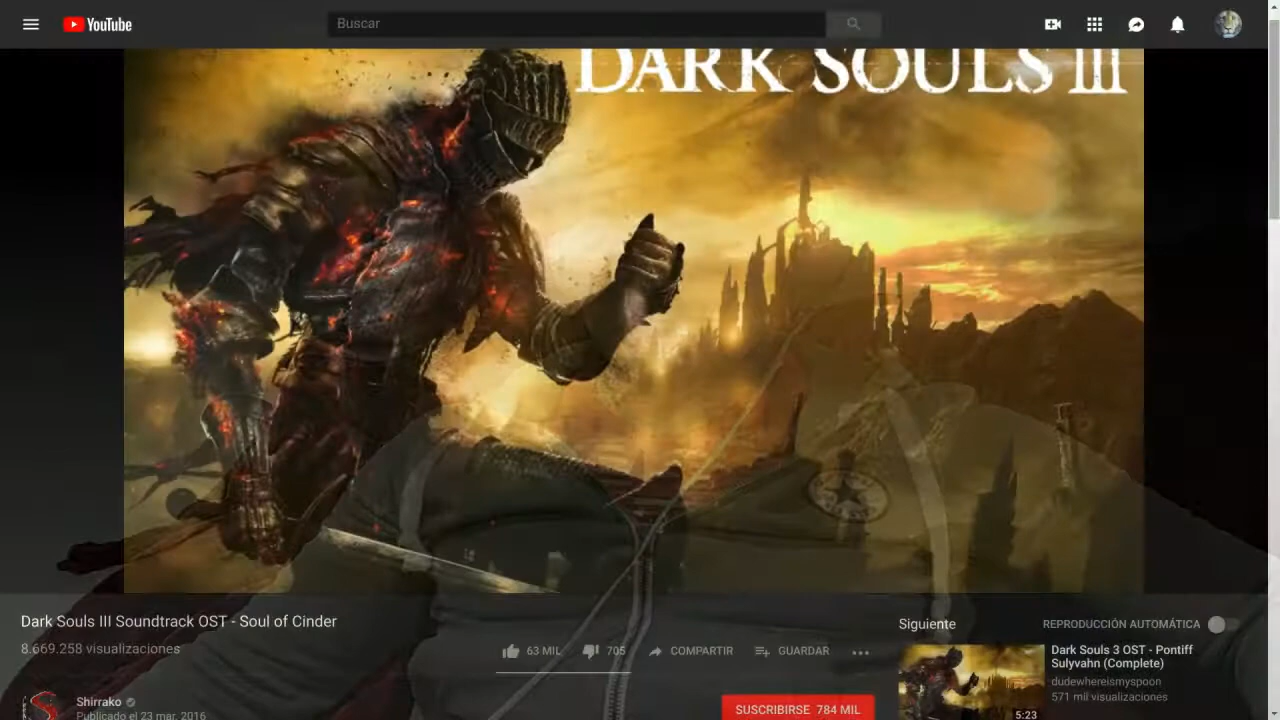 YouTube
Buscar
DARK SOULS III
Dark Souls III Soundtrack OST - Soul of Cinder
8.669.258 visualizaciones
63 MIL
705
COMPARTIR
GUARDAR
Shirrako
Publicado el 23 mar. 2016
SUSCRIBIRSE 784 MIL
Siguiente
REPRODUCCIÓN AUTOMÁTICA
Dark Souls 3 OST - Pontiff
Sulyvahn (Complete)
dudewhereismyspoon
571 mil visualizaciones
5:23